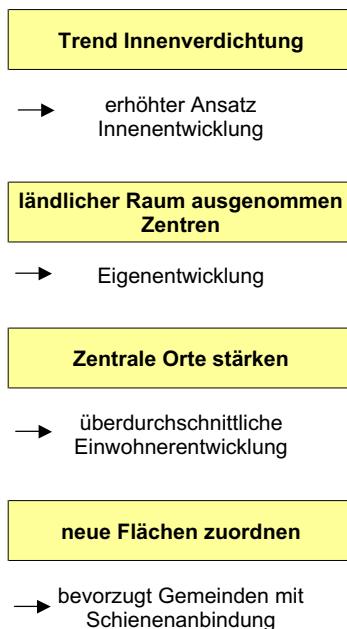 Trend Innenverdichtung
erhöhter Ansatz
Innenentwicklung
ländlicher Raum ausgenommen
Zentren
Eigenentwicklung
Zentrale Orte stärken
überdurchschnittliche
Einwohnerentwicklung
neue Flächen zuordnen
bevorzugt Gemeinden mit
Schienenanbindung